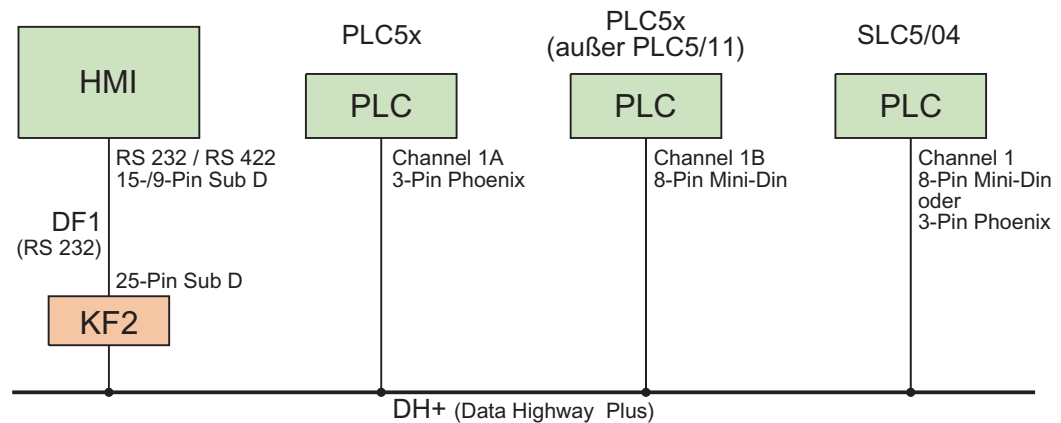 HMI
RS 232 / RS 422
15-/9-Pin Sub D
DF1
(RS 232)
25-Pin Sub D
KF2
PLC5x
PLC
Channel 1A
3-Pin Phoenix
PLC5x
(außer PLC5/11)
PLC
Channel 1B
8-Pin Mini-Din
SLC5/04
PLC
Channel 1
8-Pin Mini-Din
oder
3-Pin Phoenix
DH+ (Data Highway Plus)